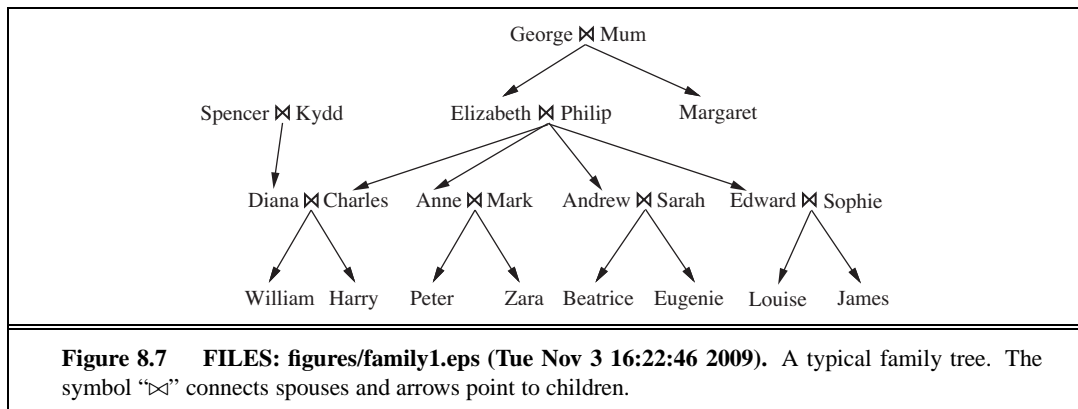 George ⋈ Mum
Spencer ⋈ Kydd Elizabeth ⋈ Philip Margaret
Diana ⋈ Charles Anne ⋈ Mark Andrew ⋈ Sarah Edward ⋈ Sophie
William Harry Peter Zara Beatrice Eugenie Louise James
Figure 8.7 FILES: figures/family1.eps (Tue Nov 3 16:22:46 2009). A typical family tree. The
symbol “⋈” connects spouses and arrows point to children.